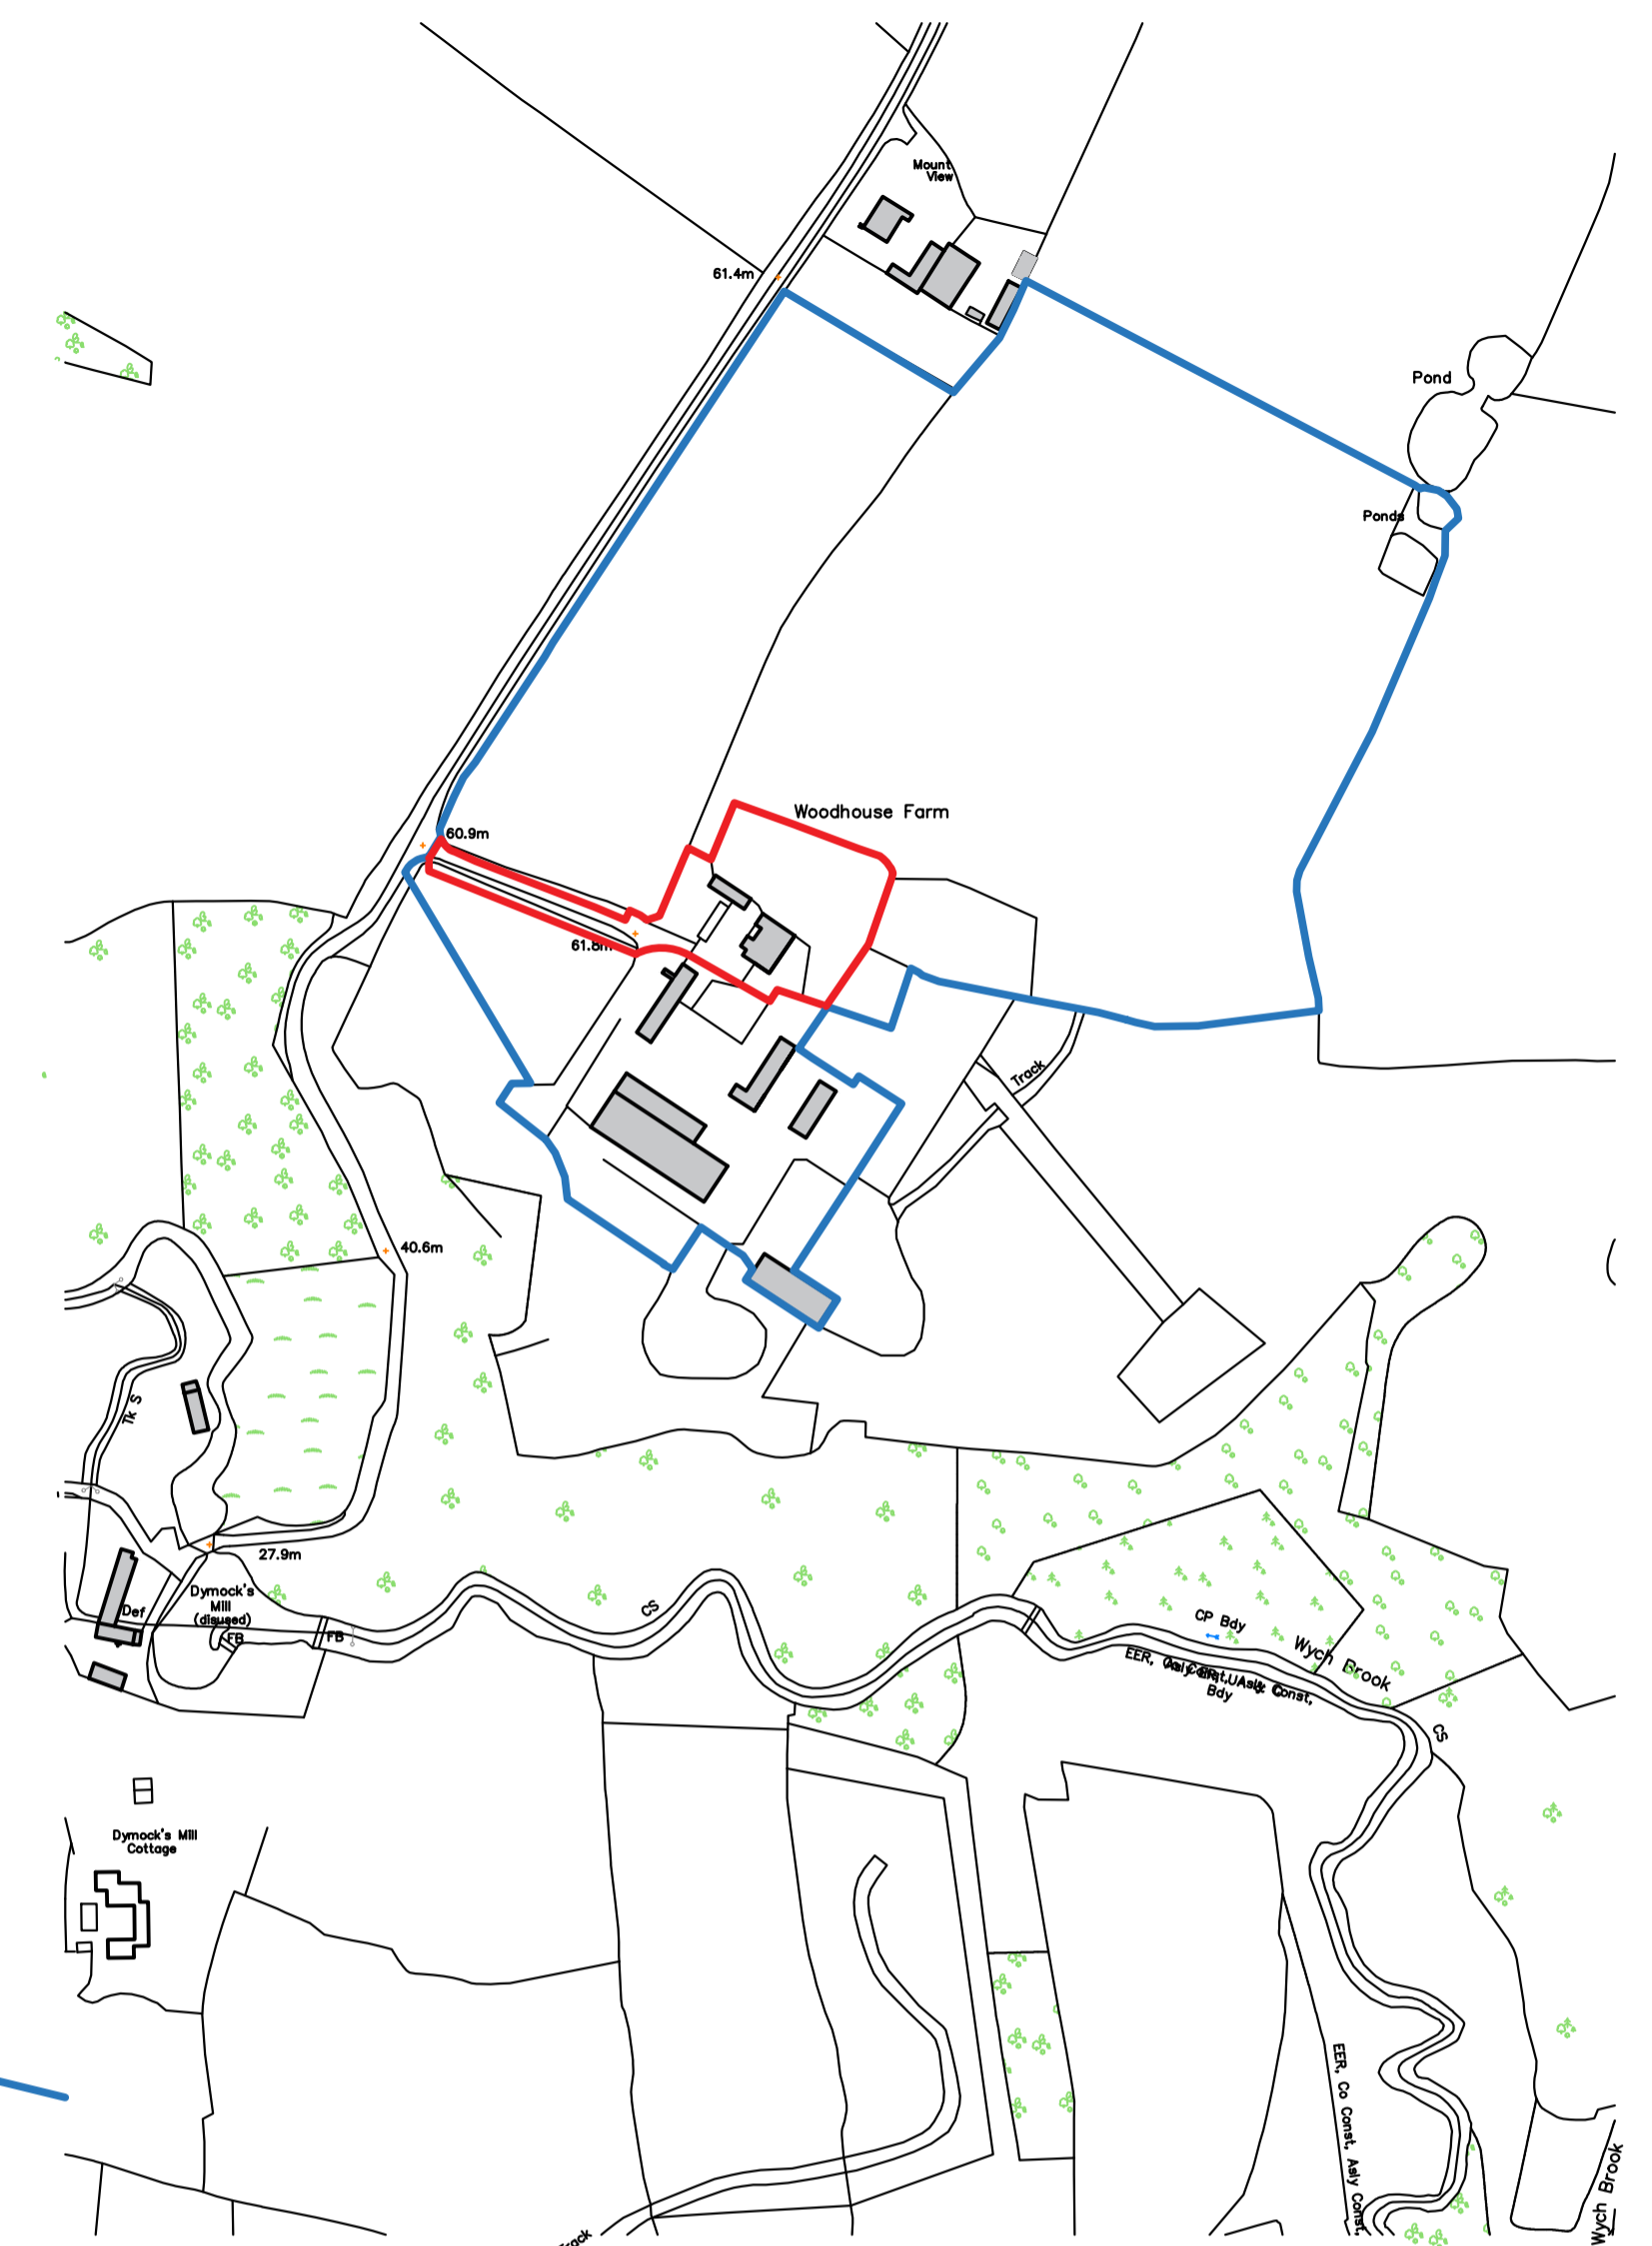 Mount
View
61.4m
Pond
Ponds
Woodhouse Farm
60.9m
61.8m
Track
40.6m
Tk S
27.9m
Dymock's
Mill
(disused)
Def
FB
FB
CS
CP Bdy
Wych Brook
EER,
Const,
Bdy
CS
Dymock's Mill
Cottage
EER, Co Const, Asly Const,
Wych Brook